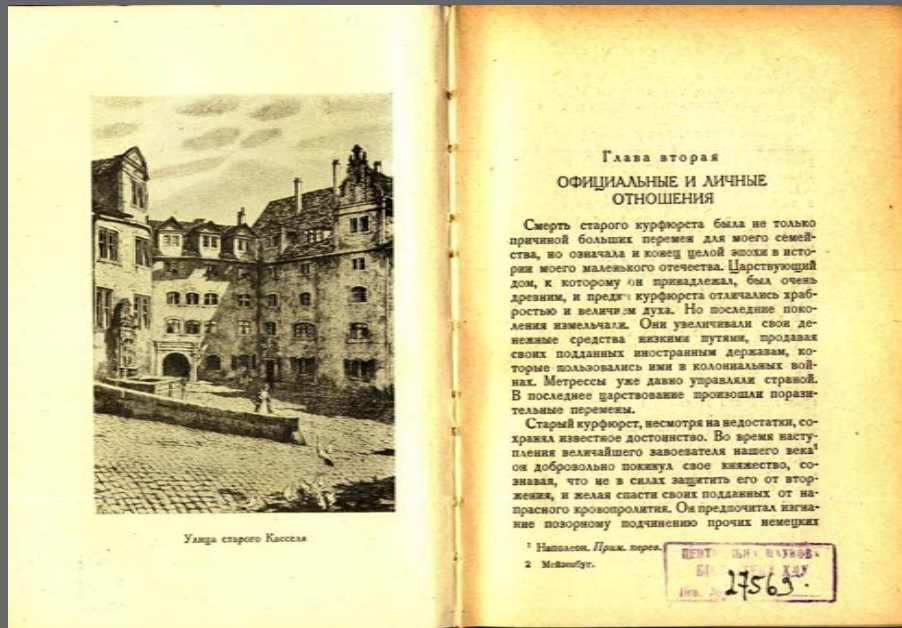 Улица старого Касселя
Глава вторая
ОФИЦИАЛЬНЫЕ И ЛИЧНЫЕ
ОТНОШЕНИЯ
Смерть старого курфюрста была не только
причиной больших перемен для моего семей-
ства, но означала и конец целой эпохи в исто-
рии моего маленького отечества. Царствующий
дом, к которому он принадлежал, был очень
древним, и предки курфюрста отличались храб-
ростью и величием духа. Но последние поко-
ления измельчали. Они увеличивали свои де-
нежные средства низкими путями, продавая
своих подданных иностранным державам, ко-
торые пользовались ими в колониальных вой-
нах. Метрессы уже давно управляли страной.
В последнее царствование произошли порази-
тельные перемены.
Старый курфюрст, несмотря на недостатки, со-
хранял известное достоинство. Во время насту-
пления величайшего завоевателя нашего века¹
он добровольно покинул свое княжество, со-
знавая, что не в силах защитить его от втор-
жения, и желая спасти своих подданных от на-
прасного кровопролития. Он предпочитал изгна-
ние позорному подчинению прочих немецких
¹ Наполеон. Прим. перев.
2 Мейзенбуг.
НАУКОВА
ХДУ
27569